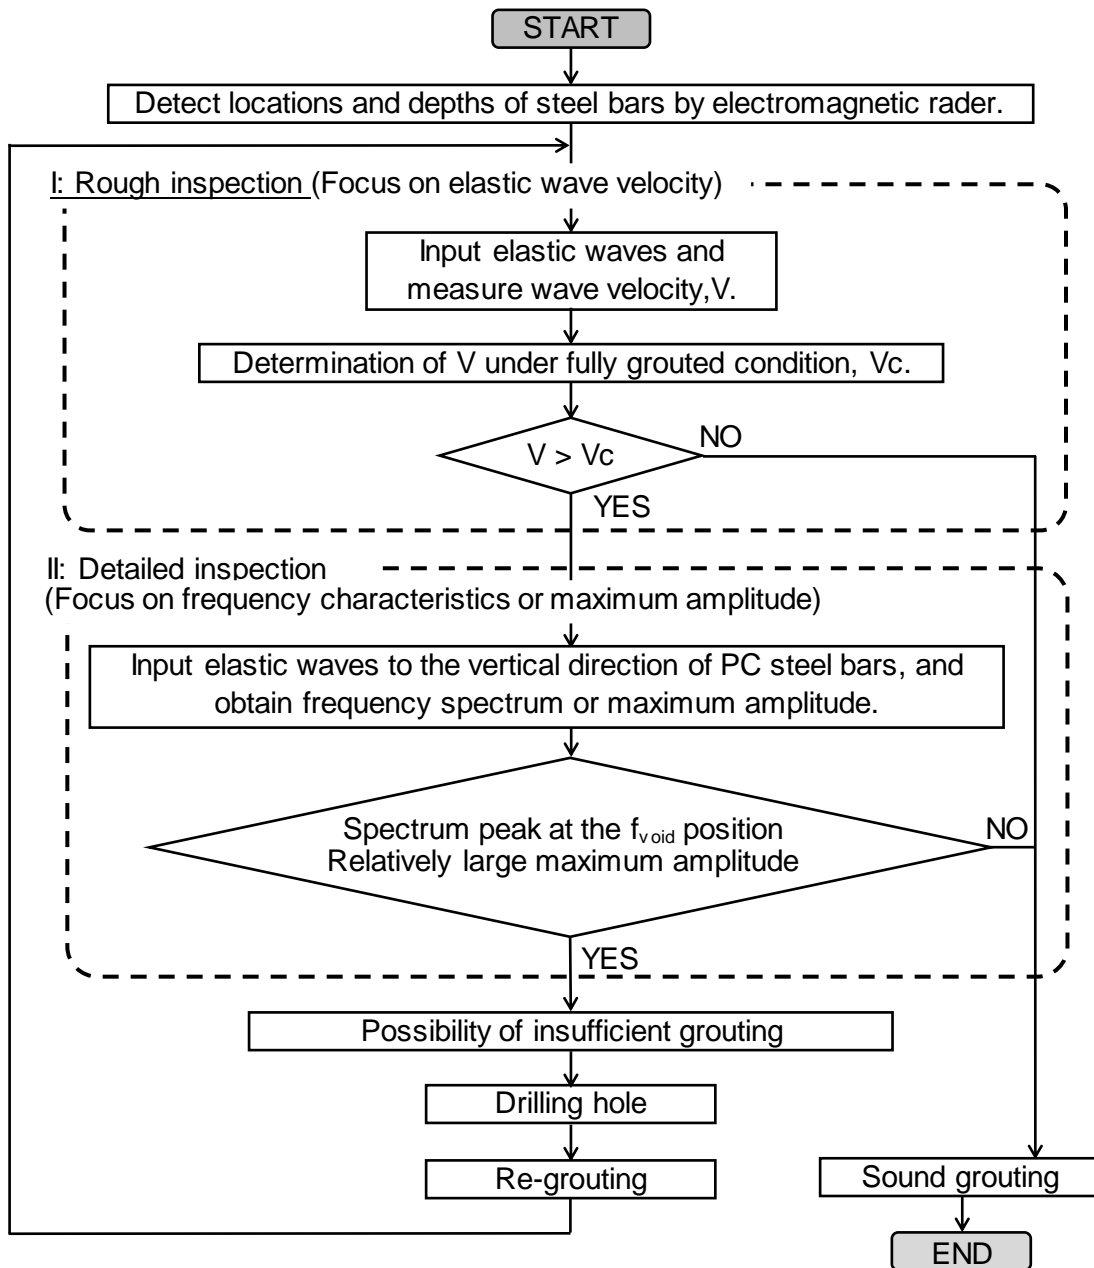 START
Detect locations and depths of steel bars by electromagnetic rader.
I: Rough inspection (Focus on elastic wave velocity)
Input elastic waves and
measure wave velocity,V.
Determination of V under fully grouted condition, Vc.
V > Vc
NO
YES
II: Detailed inspection
(Focus on frequency characteristics or maximum amplitude)
Input elastic waves to the vertical direction of PC steel bars, and
obtain frequency spectrum or maximum amplitude.
Spectrum peak at the fvoid position
Relatively large maximum amplitude
NO
YES
Possibility of insufficient grouting
Drilling hole
Re-grouting
Sound grouting
END